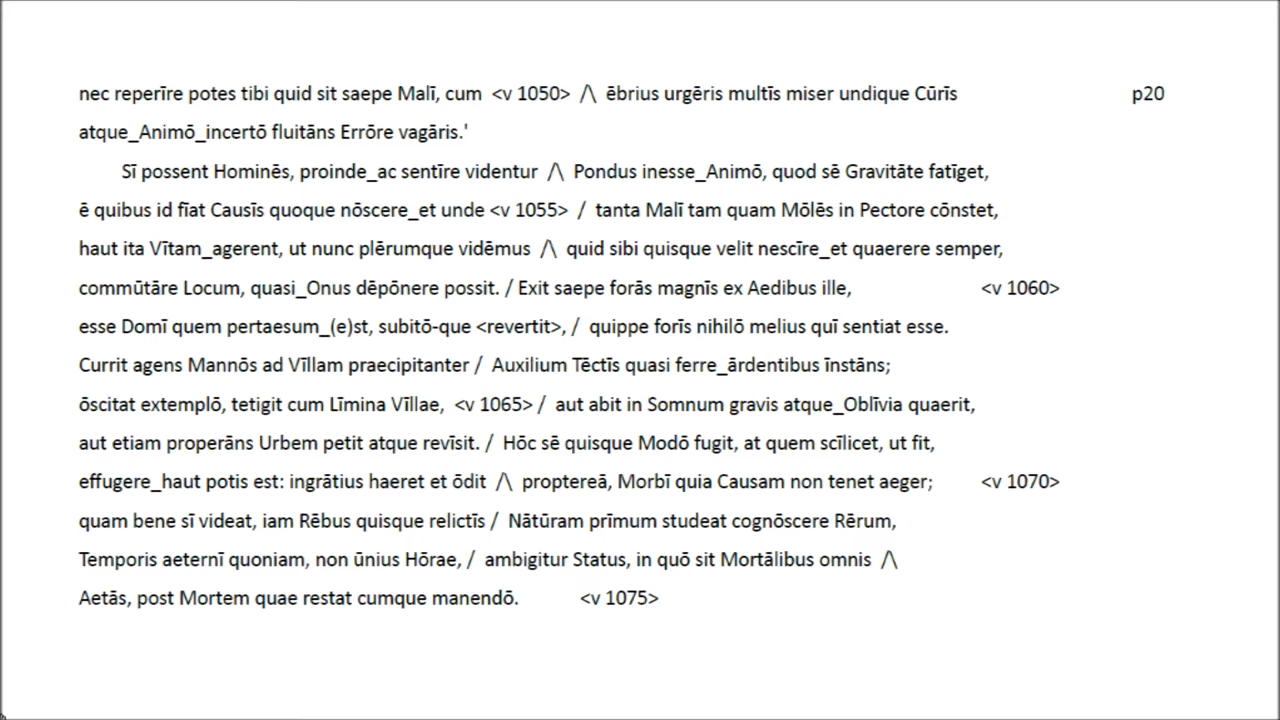 nec reperīre potes tibi quid sit saepe Malī, cum <v 1050> /\ ēbrius urgēris multīs miser undique Cūrīs p20
atque_Animō_incertō fluitāns Errōre vagāris.'
Sī possent Hominēs, proinde_ac sentīre videntur /\ Pondus inesse_Animō, quod sē Gravitāte fatīget,
ē quibus id fīat Causīs quoque nōscere_et unde <v 1055> / tanta Malī tam quam Mōlēs in Pectore cōnstet,
haut ita Vītam_agerent, ut nunc plērumque vidēmus /\ quid sibi quisque velit nescīre_et quaerere semper,
commūtāre Locum, quasi_Onus dēpōnere possit. / Exit saepe forās magnīs ex Aedibus ille, <v 1060>
esse Domī quem pertaesum_(e)st, subitō-que <revertit>, / quippe forīs nihilō melius quī sentiat esse.
Currit agens Mannōs ad Vīllam praecipitanter / Auxilium Tēctīs quasi ferre_ārdentibus īnstāns;
ōscitat extemplō, tetigit cum Līmina Vīllae, <v 1065> / aut abit in Somnum gravis atque_Oblīvia quaerit,
aut etiam properāns Urbem petit atque revīsit. / Hōc sē quisque Modō fugit, at quem scīlicet, ut fit,
effugere_haut potis est: ingrātius haeret et ōdit /\ proptereā, Morbī quia Causam non tenet aeger; <v 1070>
quam bene sī videat, iam Rēbus quisque relictīs / Nātūram prīmum studeat cognōscere Rērum,
Temporis aeternī quoniam, non ūnius Hōrae, / ambigitur Status, in quō sit Mortālibus omnis /\
Aetās, post Mortem quae restat cumque manendō. <v 1075>